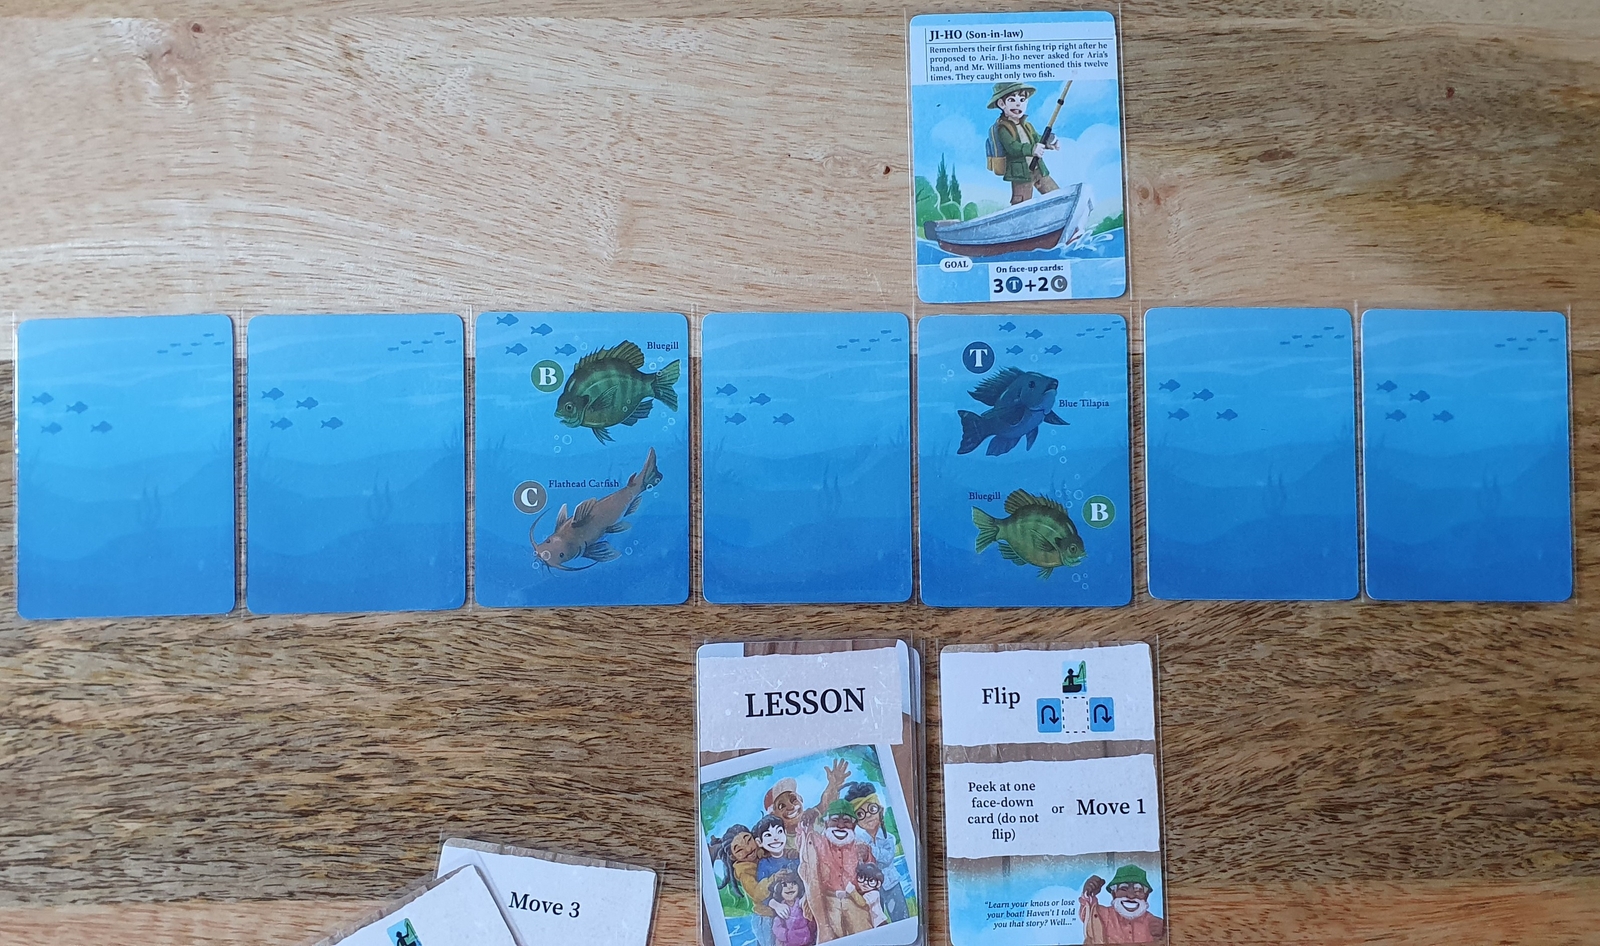 JI-HO (Son-in-law)
Remembers their first fishing trip right after he
proposed to Aria. Ji-ho never asked for Aria's
hand, and Mr. Williams mentioned this twelve
times. They caught only two fish.
GOAL
On face-up cards:
3T+2C
B
Bluegill
Flathead Catfish
C
T
Blue Tilapia
Bluegill
B
LESSON
Flip
Peek at one
face-down
card (do not
flip)
or
Move 1
"Learn your knots or lose
your boat! Haven't I told
you that story? Well..."
Move 3